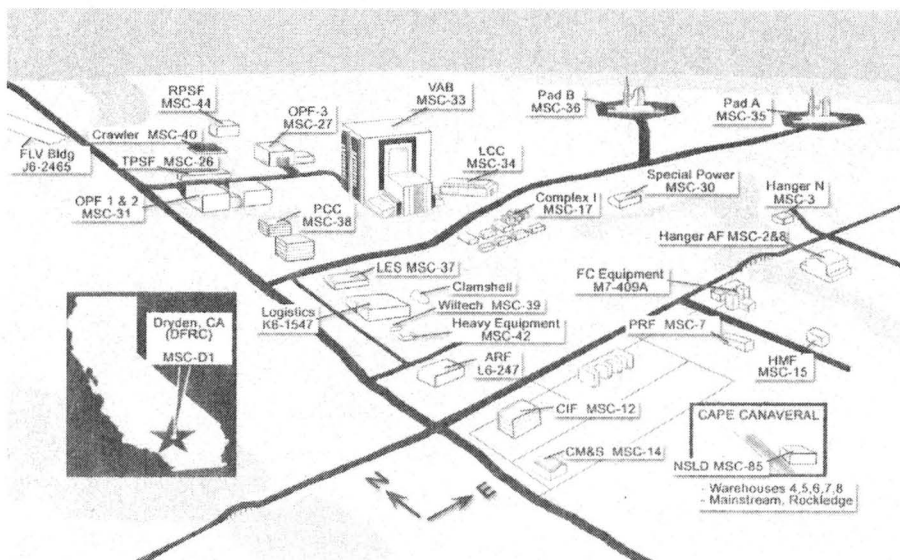 RPSF
MSC-44
OPF-3
MSC-27
VAB
MSC-33
Pad B
MSC-36
Pad A
MSC-35
Crawler MSC-40
FLV Bldg
J6-2465
TPSF MSC-26
LCC
MSC-34
Special Power
MSC-30
Hanger N
MSC-3
OPF 1 & 2
MSC-31
PCC
MSC-38
Complex I
MSC-17
Hanger AF MSC-2&8
LES MSC-37
FC Equipment
M7-409A
Clamshell
Logistics
K6-1547
Wiltech MSC-39
Heavy Equipment
MSC-42
PRF MSC-7
Dryden, CA
(DFRC)
MSC-D1
ARF
L6-247
HMF
MSC-15
CIF MSC-12
CAPE CANAVERAL
CM&S MSC-14
NSLD MSC-85
- Warehouses 4,5,6,7,8
- Mainstream, Rockledge
N
E